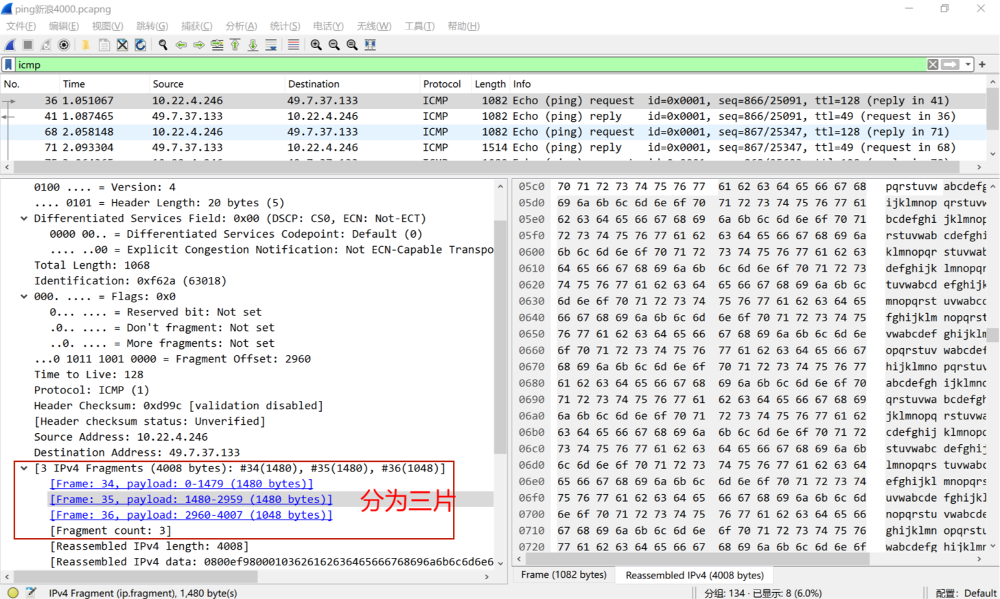 ping新浪4000.pcapng
文件(F) 编辑(E) 视图(V) 跳转(G) 捕获(C) 分析(A) 统计(S) 电话(Y) 无线(W) 工具(T) 帮助(H)
icmp
No. Time Source Destination Protocol Length Info
36 1.051067 10.22.4.246 49.7.37.133 ICMP 1082 Echo (ping) request id=0x0001, seq=866/25091, ttl=128 (reply in 41)
41 1.087465 49.7.37.133 10.22.4.246 ICMP 1082 Echo (ping) reply id=0x0001, seq=866/25091, ttl=49 (request in 36)
68 2.058148 10.22.4.246 49.7.37.133 ICMP 1082 Echo (ping) request id=0x0001, seq=867/25347, ttl=128 (reply in 71)
71 2.093304 49.7.37.133 10.22.4.246 ICMP 1514 Echo (ping) reply id=0x0001, seq=867/25347, ttl=49 (request in 68)
0100 .... = Version: 4
.... 0101 = Header Length: 20 bytes (5)
Differentiated Services Field: 0x00 (DSCP: CS0, ECN: Not-ECT)
0000 00.. = Differentiated Services Codepoint: Default (0)
.... ..00 = Explicit Congestion Notification: Not ECN-Capable Transpo
Total Length: 1068
Identification: 0xf62a (63018)
000. .... = Flags: 0x0
0... .... = Reserved bit: Not set
.0.. .... = Don't fragment: Not set
..0. .... = More fragments: Not set
...0 1011 1001 0000 = Fragment Offset: 2960
Time to Live: 128
Protocol: ICMP (1)
Header Checksum: 0xd99c [validation disabled]
[Header checksum status: Unverified]
Source Address: 10.22.4.246
Destination Address: 49.7.37.133
[3 IPv4 Fragments (4008 bytes): #34(1480), #35(1480), #36(1048)]
[Frame: 34, payload: 0-1479 (1480 bytes)]
[Frame: 35, payload: 1480-2959 (1480 bytes)]
分为三片
[Frame: 36, payload: 2960-4007 (1048 bytes)]
[Fragment count: 3]
[Reassembled IPv4 length: 4008]
[Reassembled IPv4 data: 0800ef980001036261626364656667 68696a6b6c6d6e6
05c0 70 71 72 73 74 75 76 77 61 62 63 64 65 66 67 68 pqrstuvw abcdefg
05d0 69 6a 6b 6c 6d 6e 6f 70 71 72 73 74 75 76 77 61 ijklmnop qrstuvw
05e0 62 63 64 65 66 67 68 69 6a 6b 6c 6d 6e 6f 70 71 bcdefghi jklmnop
05f0 72 73 74 75 76 77 61 62 63 64 65 66 67 68 69 6a rstuvwab cdefghi
0600 6b 6c 6d 6e 6f 70 71 72 73 74 75 76 77 61 62 63 klmnopqr stuvwab
0610 64 65 66 67 68 69 6a 6b 6c 6d 6e 6f 70 71 72 73 defghijk lmnopqr
0620 74 75 76 77 61 62 63 64 65 66 67 68 69 6a 6b 6c tuvwabcd efghijk
0630 6d 6e 6f 70 71 72 73 74 75 76 77 61 62 63 64 65 mnopqrst uvwabcd
0640 66 67 68 69 6a 6b 6c 6d 6e 6f 70 71 72 73 74 75 fghijklm nopqrst
0650 76 77 61 62 63 64 65 66 67 68 69 6a 6b 6c 6d 6e vwabcdef ghijklm
0660 6f 70 71 72 73 74 75 76 77 61 62 63 64 65 66 67 opqrstuv wabcdef
0670 68 69 6a 6b 6c 6d 6e 6f 70 71 72 73 74 75 76 77 hijklmno pqrstuv
0680 61 62 63 64 65 66 67 68 69 6a 6b 6c 6d 6e 6f 70 abcdefgh ijklmno
0690 71 72 73 74 75 76 77 61 62 63 64 65 66 67 68 69 qrstuvwa bcdefgh
06a0 6a 6b 6c 6d 6e 6f 70 71 72 73 74 75 76 77 61 62 jklmnopq rstuvwa
06b0 63 64 65 66 67 68 69 6a 6b 6c 6d 6e 6f 70 71 72 cdefghij klmnopq
06c0 73 74 75 76 77 61 62 63 64 65 66 67 68 69 6a 6b stuvwabc defghij
06d0 6c 6d 6e 6f 70 71 72 73 74 75 76 77 61 62 63 64 lmnopqrs tuvwabc
06e0 65 66 67 68 69 6a 6b 6c 6d 6e 6f 70 71 72 73 74 efghijkl mnopqrs
06f0 75 76 77 61 62 63 64 65 66 67 68 69 6a 6b 6c 6d uvwabcde fghijkl
0700 6e 6f 70 71 72 73 74 75 76 77 61 62 63 64 65 66 nopqrstu vwabcde
0710 67 68 69 6a 6b 6c 6d 6e 6f 70 71 72 73 74 75 76 ghijklmn opqrstu
0720 77 61 62 63 64 65 66 67 68 69 6a 6b 6c 6d 6e 6f wabcdefg hijklmn
Frame (1082 bytes) Reassembled IPv4 (4008 bytes)
IPv4 Fragment (ip.fragment), 1,480 byte(s) 分组: 134 · 已显示: 8 (6.0%) 配置: Default